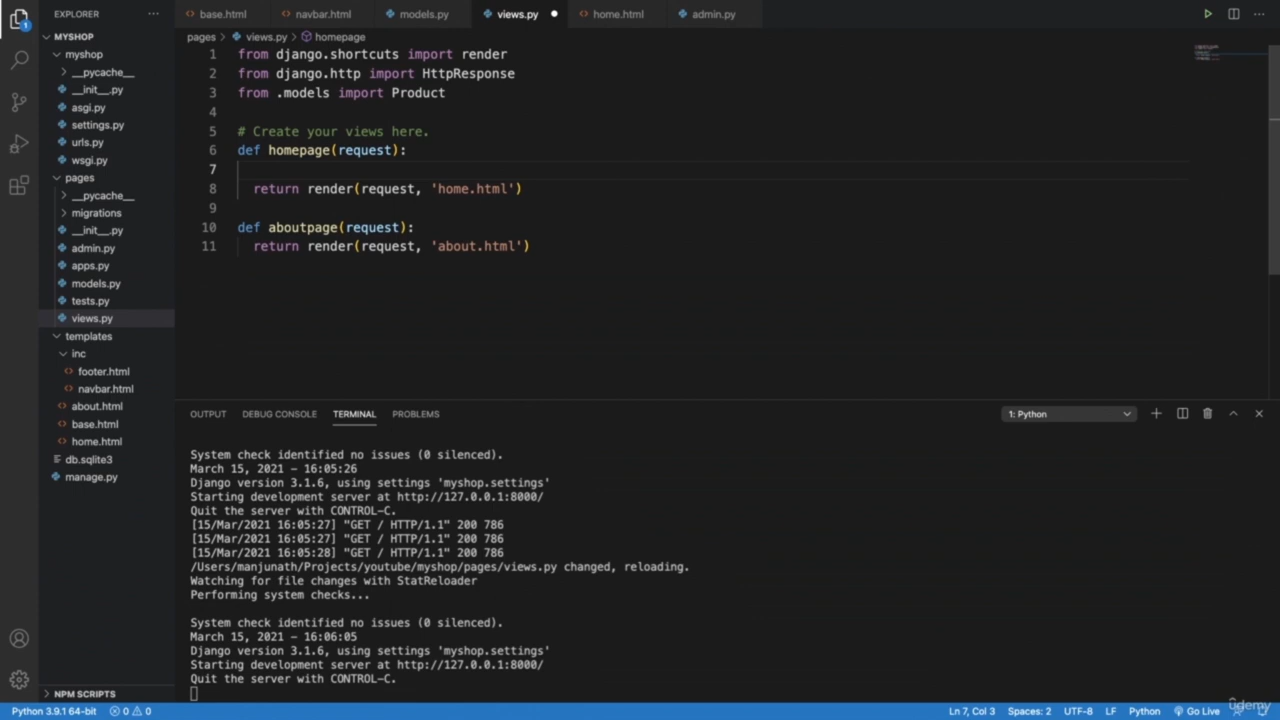 EXPLORER
base.html
navbar.html
models.py
views.py
home.html
admin.py
MYSHOP
pages > views.py > homepage
myshop
__pycache__
__init__.py
asgi.py
settings.py
urls.py
wsgi.py
pages
__pycache__
migrations
__init__.py
admin.py
apps.py
models.py
tests.py
views.py
templates
inc
footer.html
navbar.html
about.html
base.html
home.html
db.sqlite3
manage.py
NPM SCRIPTS
1 from django.shortcuts import render
2 from django.http import HttpResponse
3 from .models import Product
4
5 # Create your views here.
6 def homepage(request):
7
8 return render(request, 'home.html')
9
10 def aboutpage(request):
11 return render(request, 'about.html')
OUTPUT DEBUG CONSOLE TERMINAL PROBLEMS
1: Python
System check identified no issues (0 silenced).
March 15, 2021 - 16:05:26
Django version 3.1.6, using settings 'myshop.settings'
Starting development server at http://127.0.0.1:8000/
Quit the server with CONTROL-C.
[15/Mar/2021 16:05:27] "GET / HTTP/1.1" 200 786
[15/Mar/2021 16:05:27] "GET / HTTP/1.1" 200 786
[15/Mar/2021 16:05:28] "GET / HTTP/1.1" 200 786
/Users/manjunath/Projects/youtube/myshop/pages/views.py changed, reloading.
Watching for file changes with StatReloader
Performing system checks...
System check identified no issues (0 silenced).
March 15, 2021 - 16:06:05
Django version 3.1.6, using settings 'myshop.settings'
Starting development server at http://127.0.0.1:8000/
Quit the server with CONTROL-C.
Python 3.9.1 64-bit 0 0 Ln 7, Col 3 Spaces: 2 UTF-8 LF Python Go Live
udemy